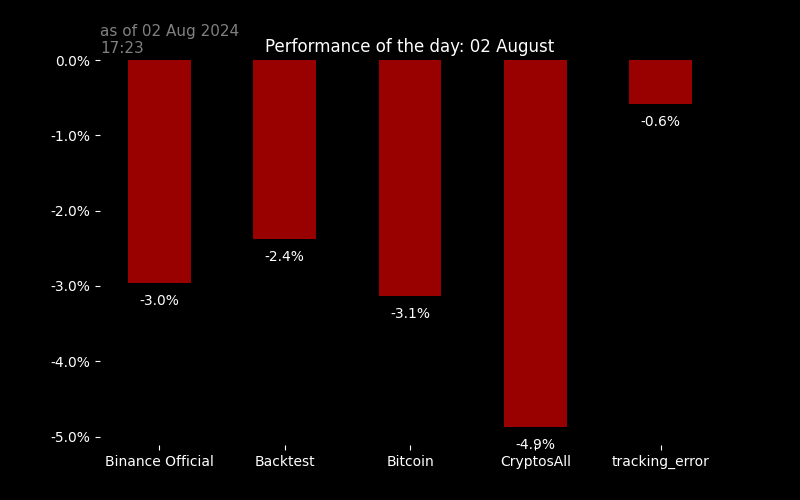 as of 02 Aug 2024
17:23
Performance of the day: 02 August
0.0%
-1.0%
-2.0%
-3.0%
-4.0%
-5.0%
-3.0%
-2.4%
-3.1%
-4.9%
-0.6%
Binance Official
Backtest
Bitcoin
CryptosAll
tracking_error